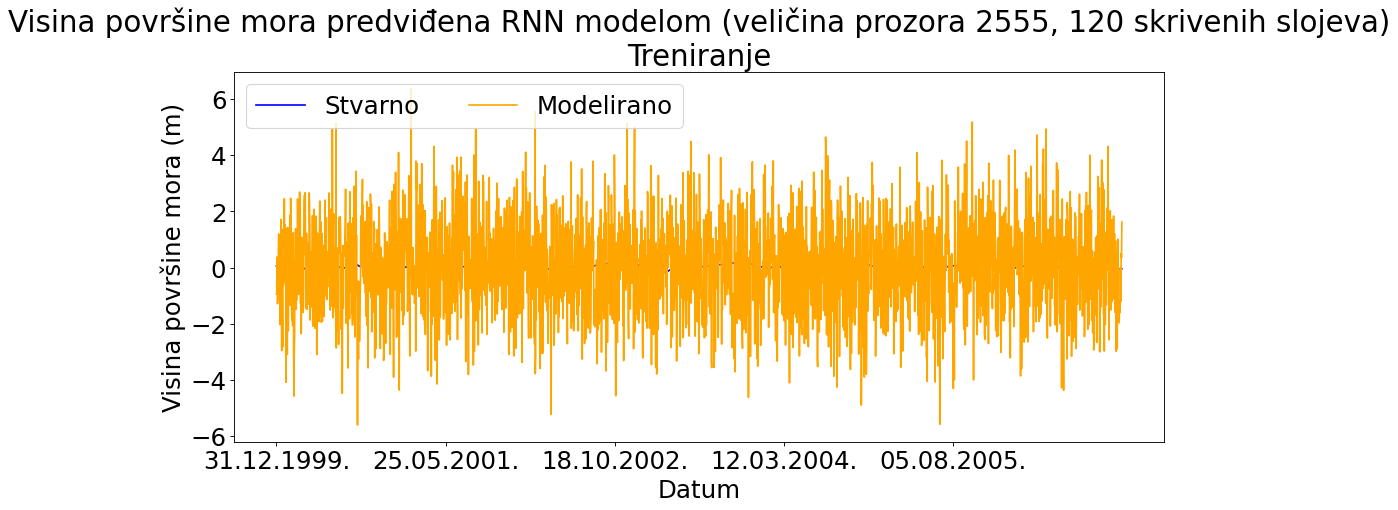 Visina površine mora predviđena RNN modelom (veličina prozora 2555, 120 skrivenih slojeva)
Treniranje
Stvarno Modelirano
Visina površine mora (m)
6
4
2
0
−2
−4
−6
31.12.1999. 25.05.2001. 18.10.2002. 12.03.2004. 05.08.2005.
Datum